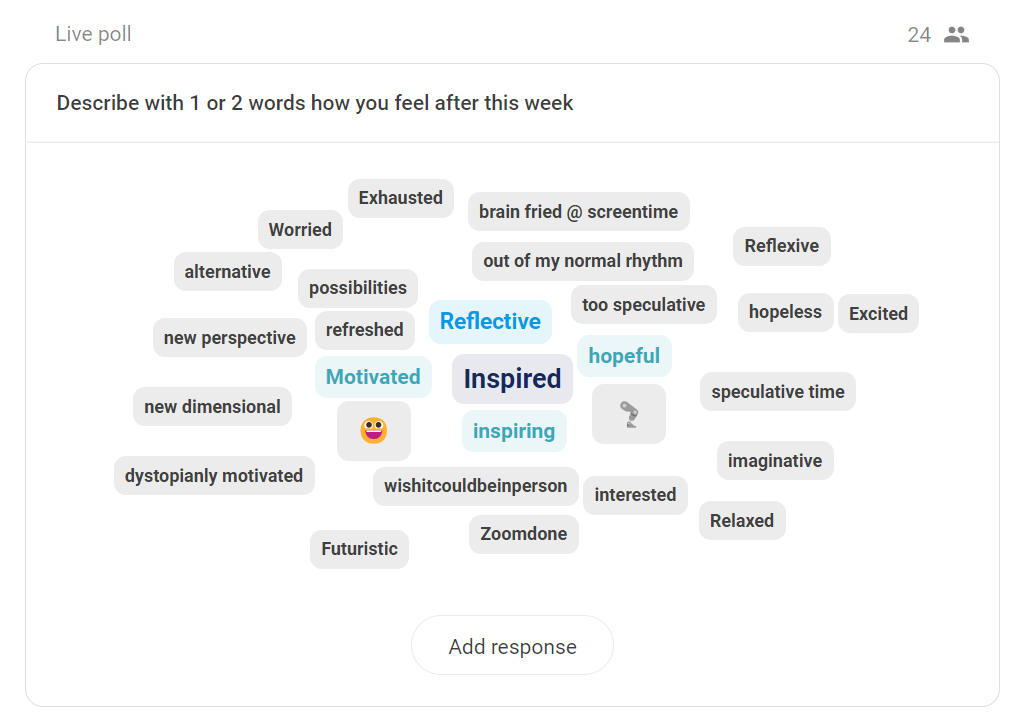 Live poll
24
Describe with 1 or 2 words how you feel after this week
Exhausted
brain fried @ screentime
Worried
Reflexive
out of my normal rhythm
alternative
possibilities
too speculative
hopeless
Excited
Reflective
refreshed
new perspective
hopeful
Motivated
Inspired
speculative time
new dimensional
inspiring
imaginative
dystopianly motivated
wishitcouldbeinperson
interested
Relaxed
Zoomdone
Futuristic
Add response